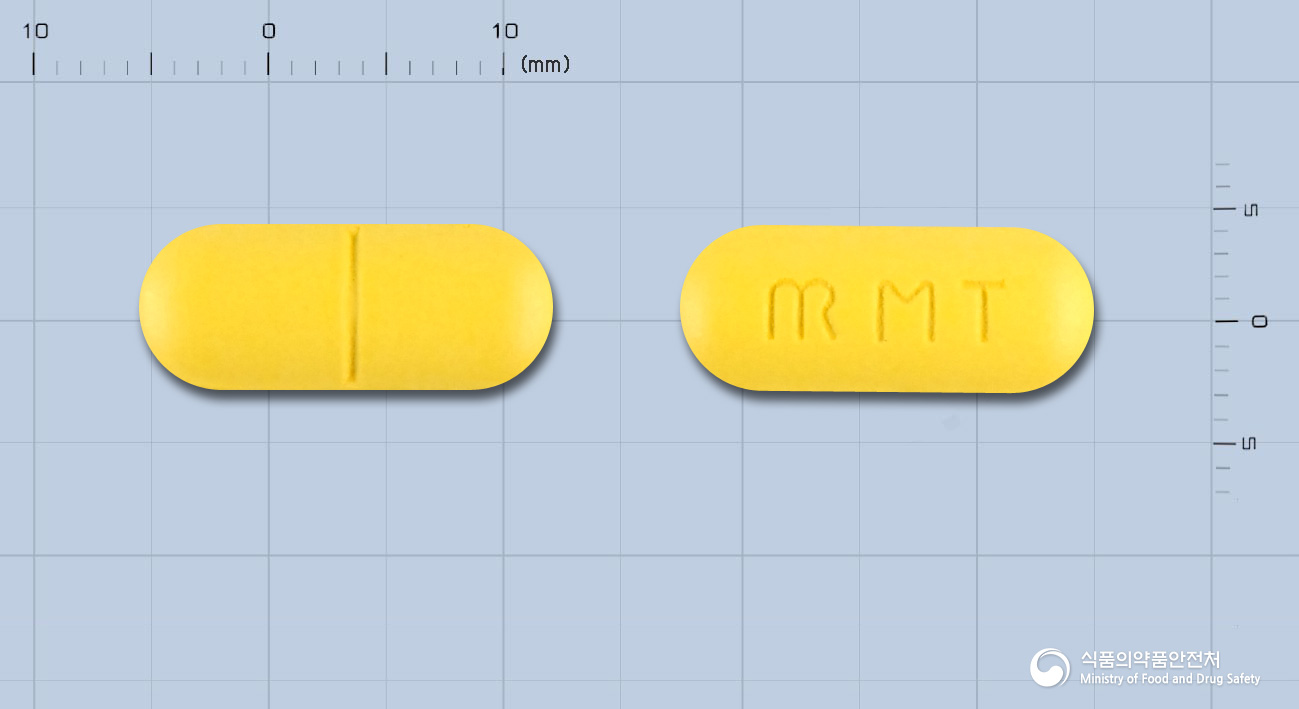 10 0 10
(mm)
5
0
5
MR M T
식품의약품안전처
Ministry of Food and Drug Safety